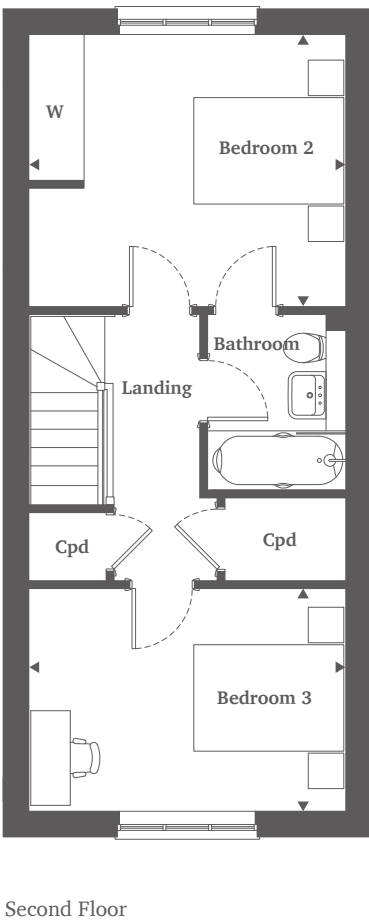 W
Bedroom 2
Bathroom
Landing
Cpd
Cpd
Bedroom 3
Second Floor